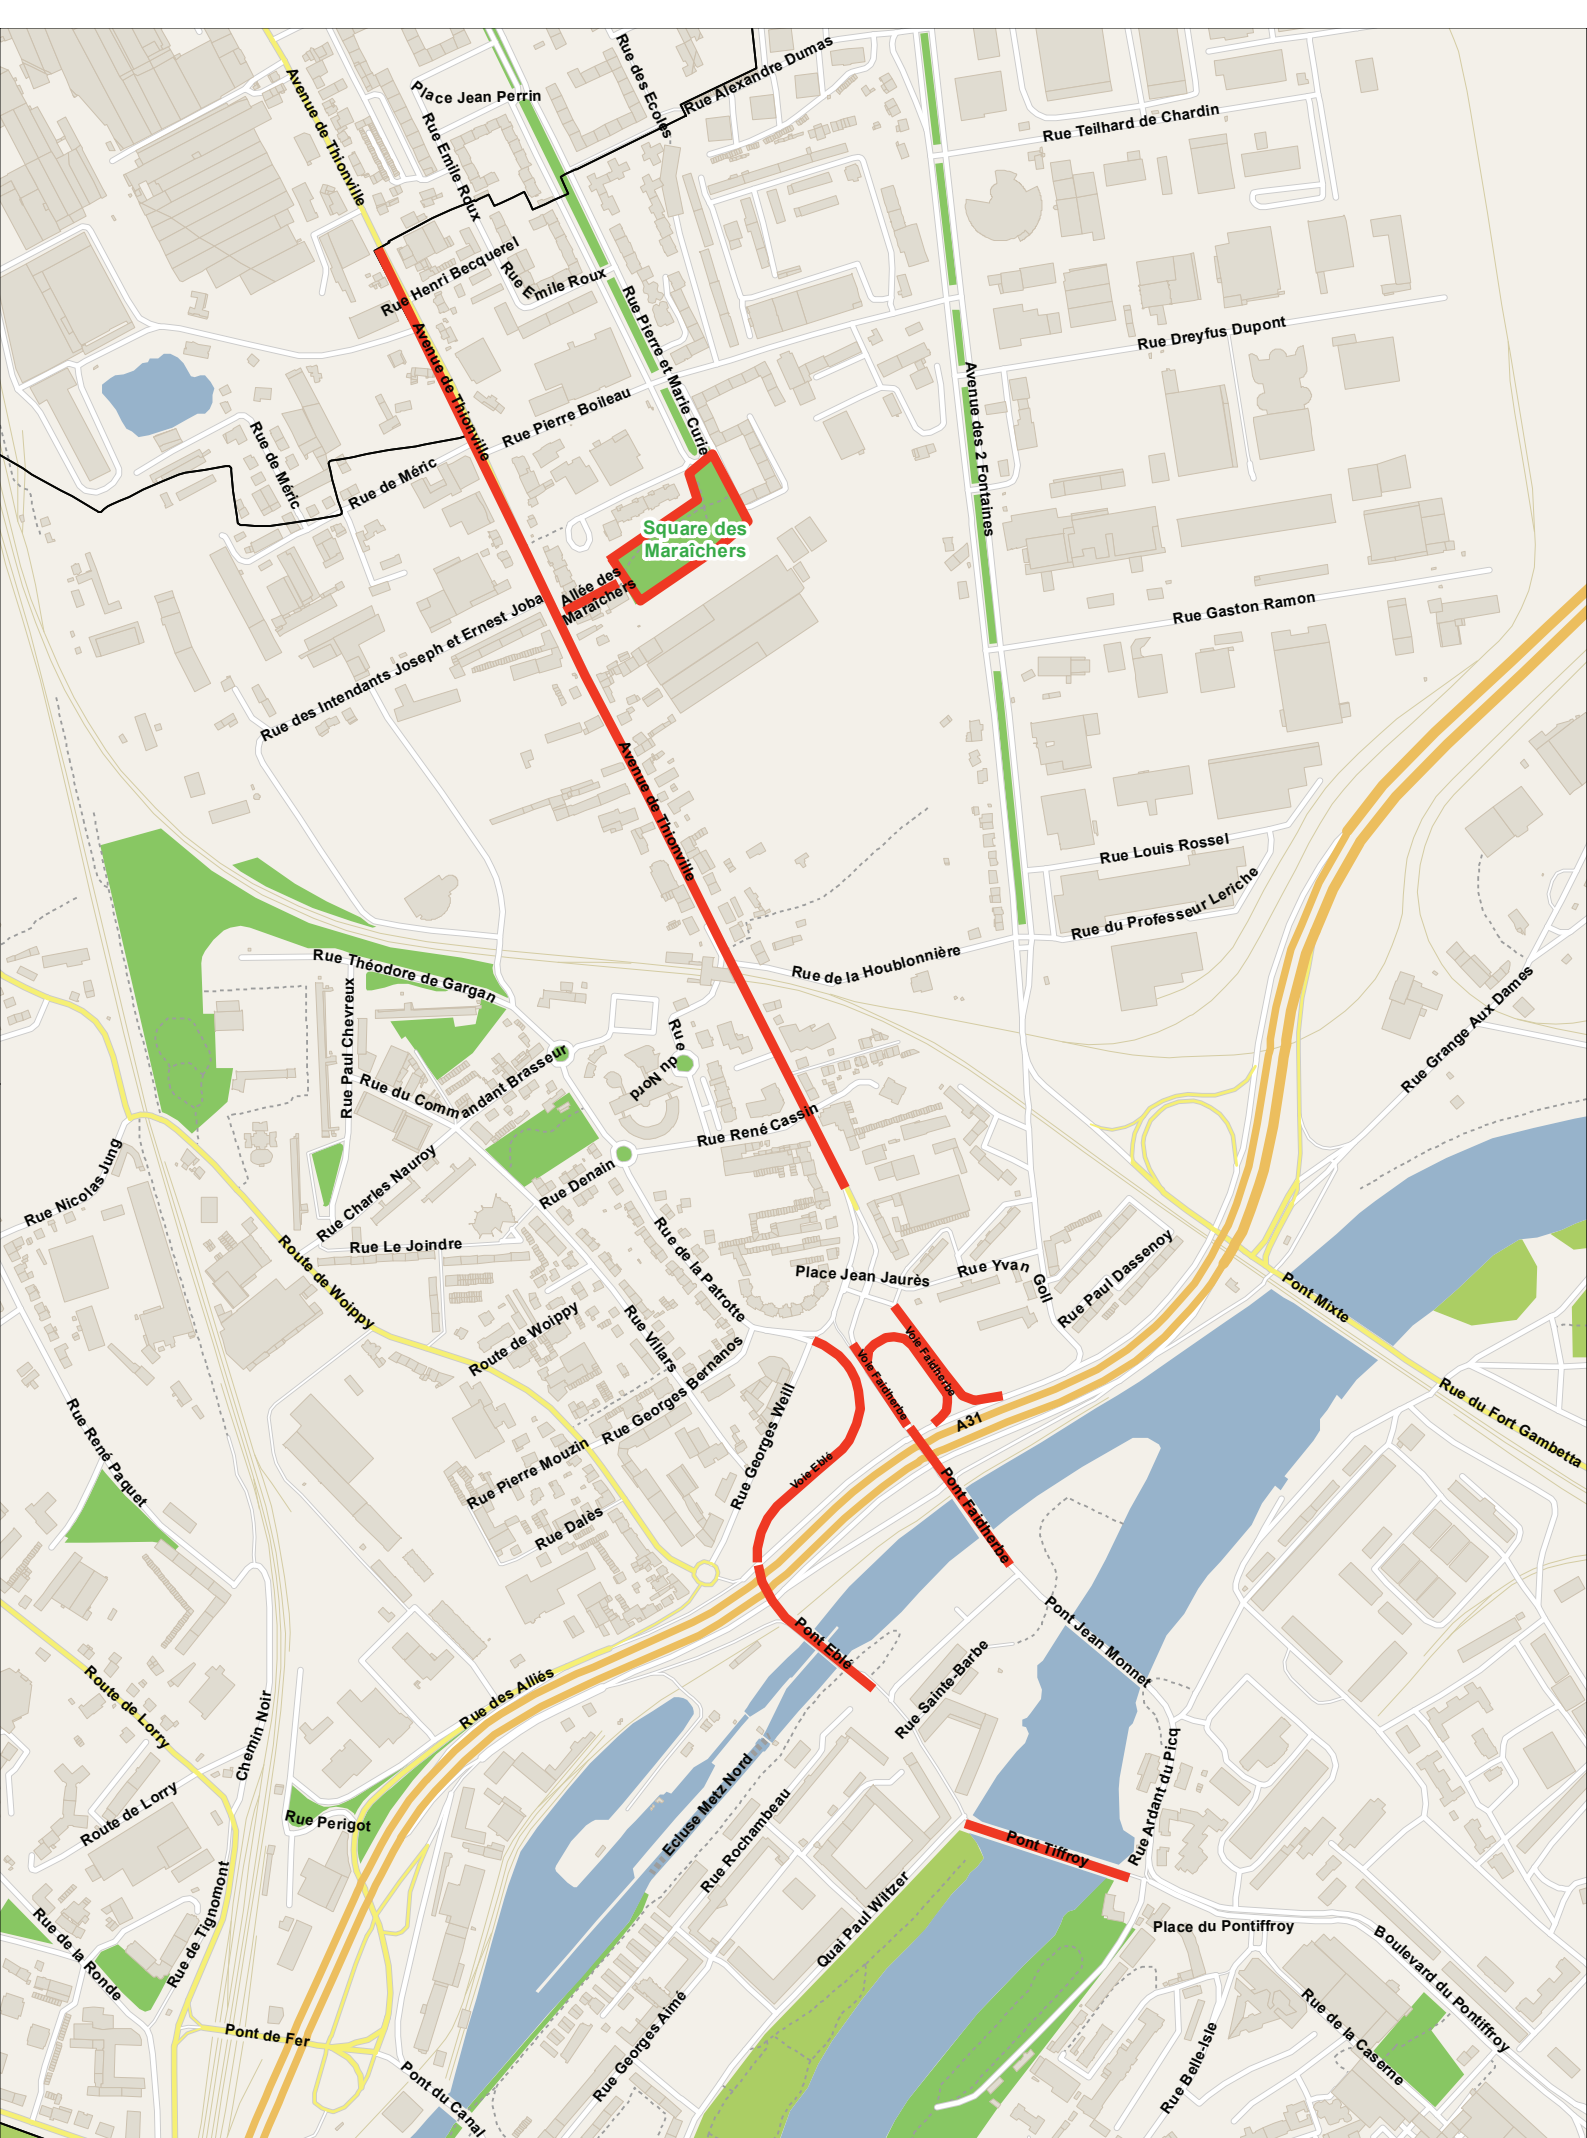 Rue des Ecoles
Rue Alexandre Dumas
Avenue de Thionville
Place Jean Perrin
Rue Emile Roux
Rue Teilhard de Chardin
Rue Henri Becquerel
Rue Emile Roux
Rue Pierre et Marie Curie
Avenue de Thionville
Rue Dreyfus Dupont
Rue Pierre Boileau
Avenue des 2 Fontaines
Rue de Méric
Rue de Méric
Square des
Maraîchers
Allée des
Maraîchers
Rue des Intendants Joseph et Ernest Joba
Rue Gaston Ramon
Avenue de Thionville
Rue Louis Rossel
Rue du Professeur Leriche
Rue de la Houblonnière
Rue Théodore de Gargan
Rue Paul Chevreux
Rue Grange Aux Dames
Rue
du Nord
Rue du Commandant Brasseur
Rue René Cassin
Rue Nicolas Jung
Rue Charles Nauroy
Rue Denain
Rue Le Joindre
Route de Woippy
Rue de la Patrotte
Place Jean Jaurès
Rue Yvan Goll
Rue Paul Dassenoy
Pont Mixte
Route de Woippy
Rue Villars
Rue Georges Bernanos
Voie Faidherbe
Voie Faidherbe
Rue du Fort Gambetta
Rue René Paquet
Rue Georges Weill
A31
Rue Pierre Mouzin
Voie Eblé
Rue Dalès
Pont Faidherbe
Pont Eblé
Pont Jean Monnet
Rue Sainte-Barbe
Route de Lorry
Rue des Alliés
Chemin Noir
Rue Ardant du Picq
Ecluse Metz Nord
Rue Rochambeau
Route de Lorry
Rue Perigot
Pont Tiffroy
Quai Paul Wiltzer
Place du Pontiffroy
Rue de Tignomont
Rue de la Ronde
Boulevard du Pontiffroy
Rue de la Caserne
Rue Georges Aimé
Rue Belle-Isle
Pont de Fer
Pont du Canal